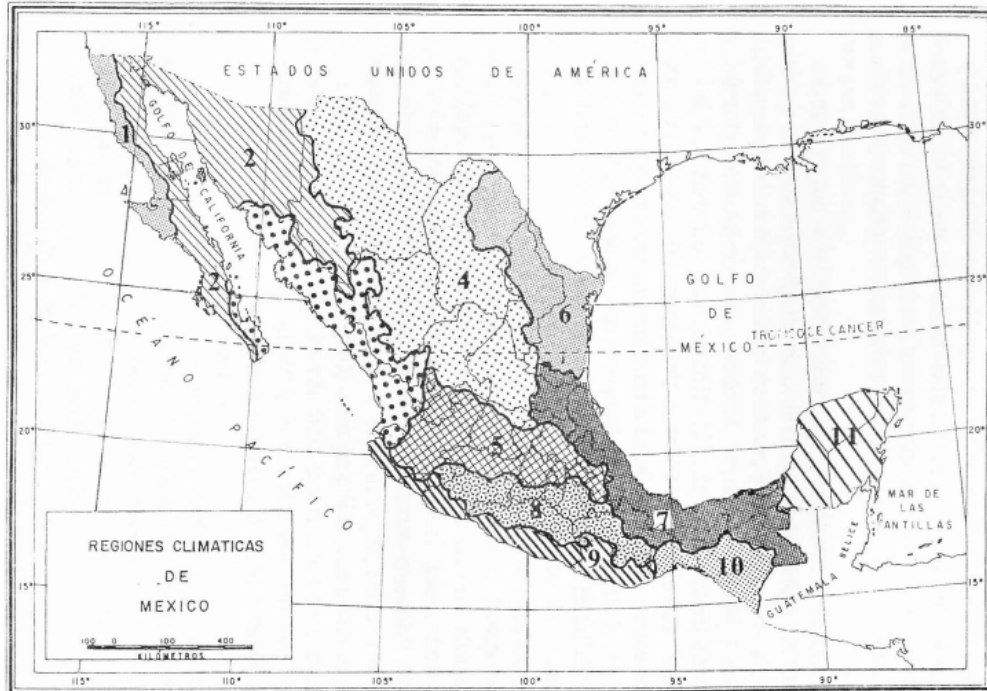 115° 110° 105° 100° 95° 90°
ESTADOS UNIDOS DE AMÉRICA
30° 30°
1
2
GOLFO DE CALIFORNIA
25° 25°
2
3
4
6
GOLFO
DE
MÉXICO
TROPICO DE CANCER
OCÉANO PACÍFICO
20° 20°
5
11
8
7
9
10
MAR DE
LAS
ANTILLAS
BELICE
GUATEMALA
15° 15°
REGIONES CLIMATICAS
DE
MEXICO
100 0 100 400
KILÓMETROS
115° 110° 105° 100° 95° 90°